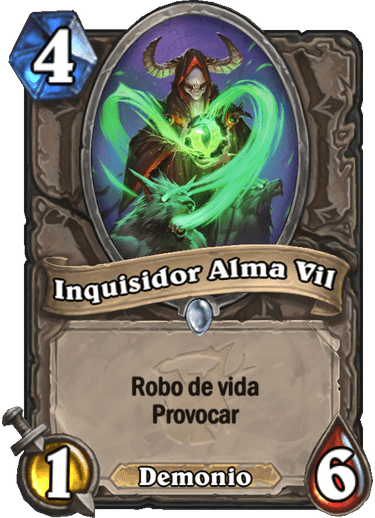 4
Inquisidor Alma Vil
Robo de vida
Provocar
1
Demonio
6